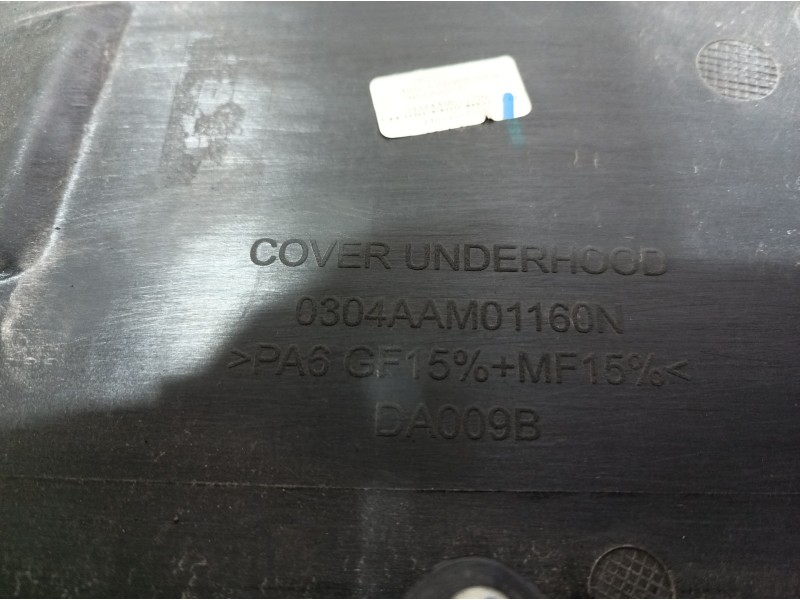 COVER UNDERHOOD
0304AAM01160N
>PA6 GF15%+MF15%<
DA009B